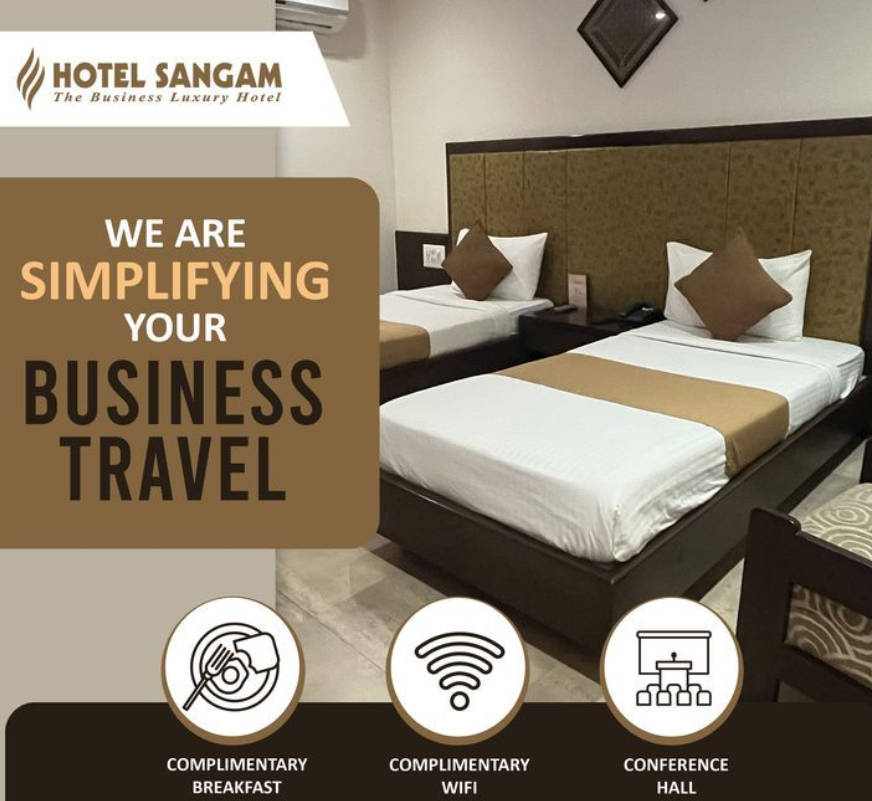 HOTEL SANGAM
The Business Luxury Hotel
WE ARE
SIMPLIFYING
YOUR
BUSINESS
TRAVEL
COMPLIMENTARY
BREAKFAST
COMPLIMENTARY
WIFI
CONFERENCE
HALL